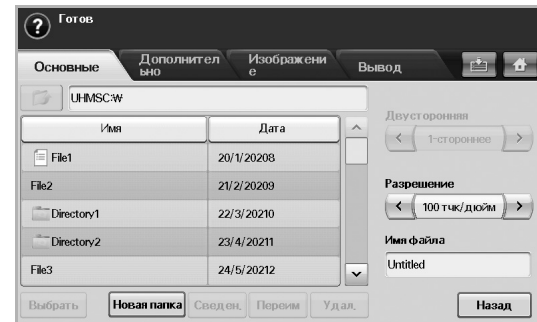 ?
Готов
Основные
Дополнител
ьно
Изображени
е
Вывод
UHMSC:₩
Имя
Дата
File1
20/1/20208
File2
21/2/20209
Directory1
22/3/20210
Directory2
23/4/20211
File3
24/5/20212
Двусторонняя
< 1-стороннее >
Разрешение
< 100 тчк/дюйм >
Имя файла
Untitled
Выбрать
Новая папка
Сведен.
Переим
Удал.
Назад